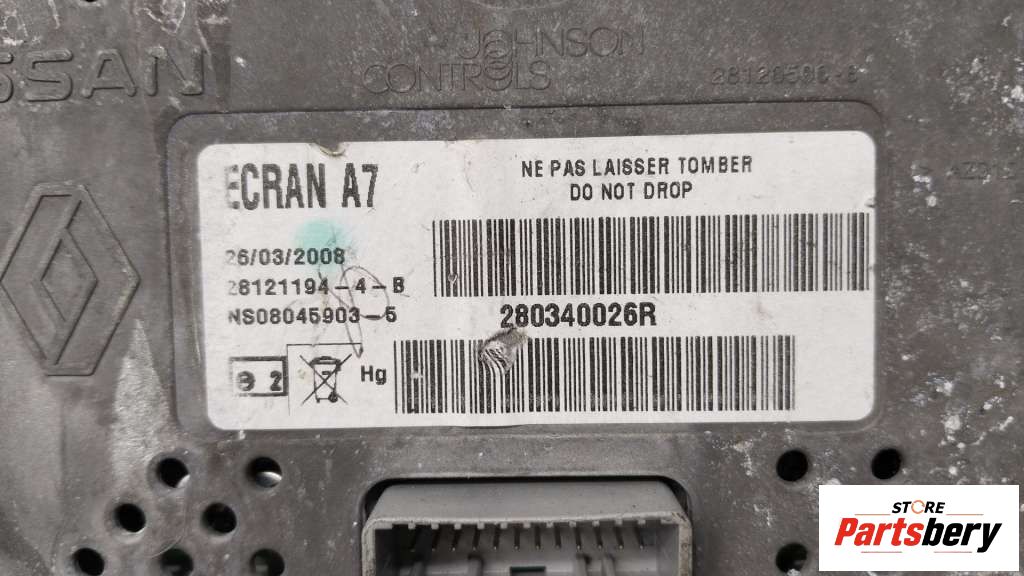 JOHNSON
CONTROLS
ECRAN A7
NE PAS LAISSER TOMBER
DO NOT DROP
26/03/2008
28121194-4-B
NS08045903-5
280340026R
Hg
STORE
Partsbery